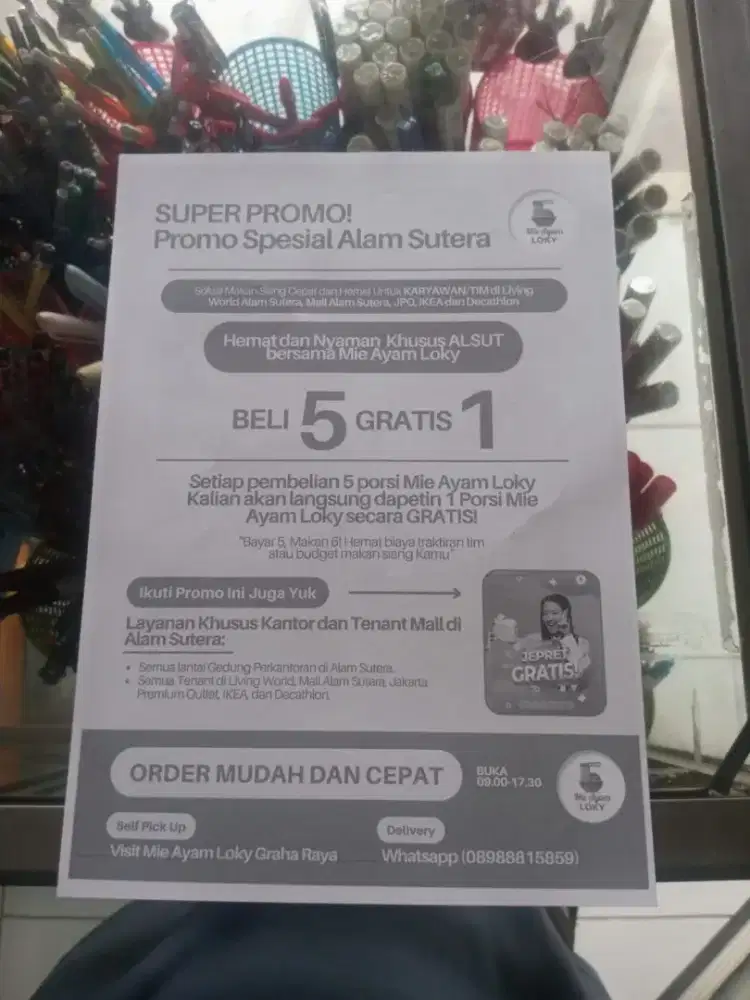 SUPER PROMO!
Promo Spesial Alam Sutera
Mie Ayam
LOKY
Solusi Makan Siang Cepat dan Hemat Untuk KARYAWAN/TIM di Living
World Alam Sutera, Mall Alam Sutera, JPO, IKEA dan Decathlon
Hemat dan Nyaman Khusus ALSUT
bersama Mie Ayam Loky
BELI 5 GRATIS 1
Setiap pembelian 5 porsi Mie Ayam Loky
Kalian akan langsung dapetin 1 Porsi Mie
Ayam Loky secara GRATIS!
"Bayar 5, Makan 6! Hemat biaya traktiran tim
atau budget makan siang Kamu"
Ikuti Promo Ini Juga Yuk
Layanan Khusus Kantor dan Tenant Mall di
Alam Sutera:
• Semua lantai Gedung Perkantoran di Alam Sutera.
• Semua Tenant di Living World, Mall Alam Sutara, Jakarta
Premium Outlet, IKEA, dan Decathlon.
JEPRET
GRATIS!
ORDER MUDAH DAN CEPAT
BUKA
09.00-17.30
Mie Ayam
LOKY
Self Pick Up
Visit Mie Ayam Loky Graha Raya
Delivery
Whatsapp (08988815859)